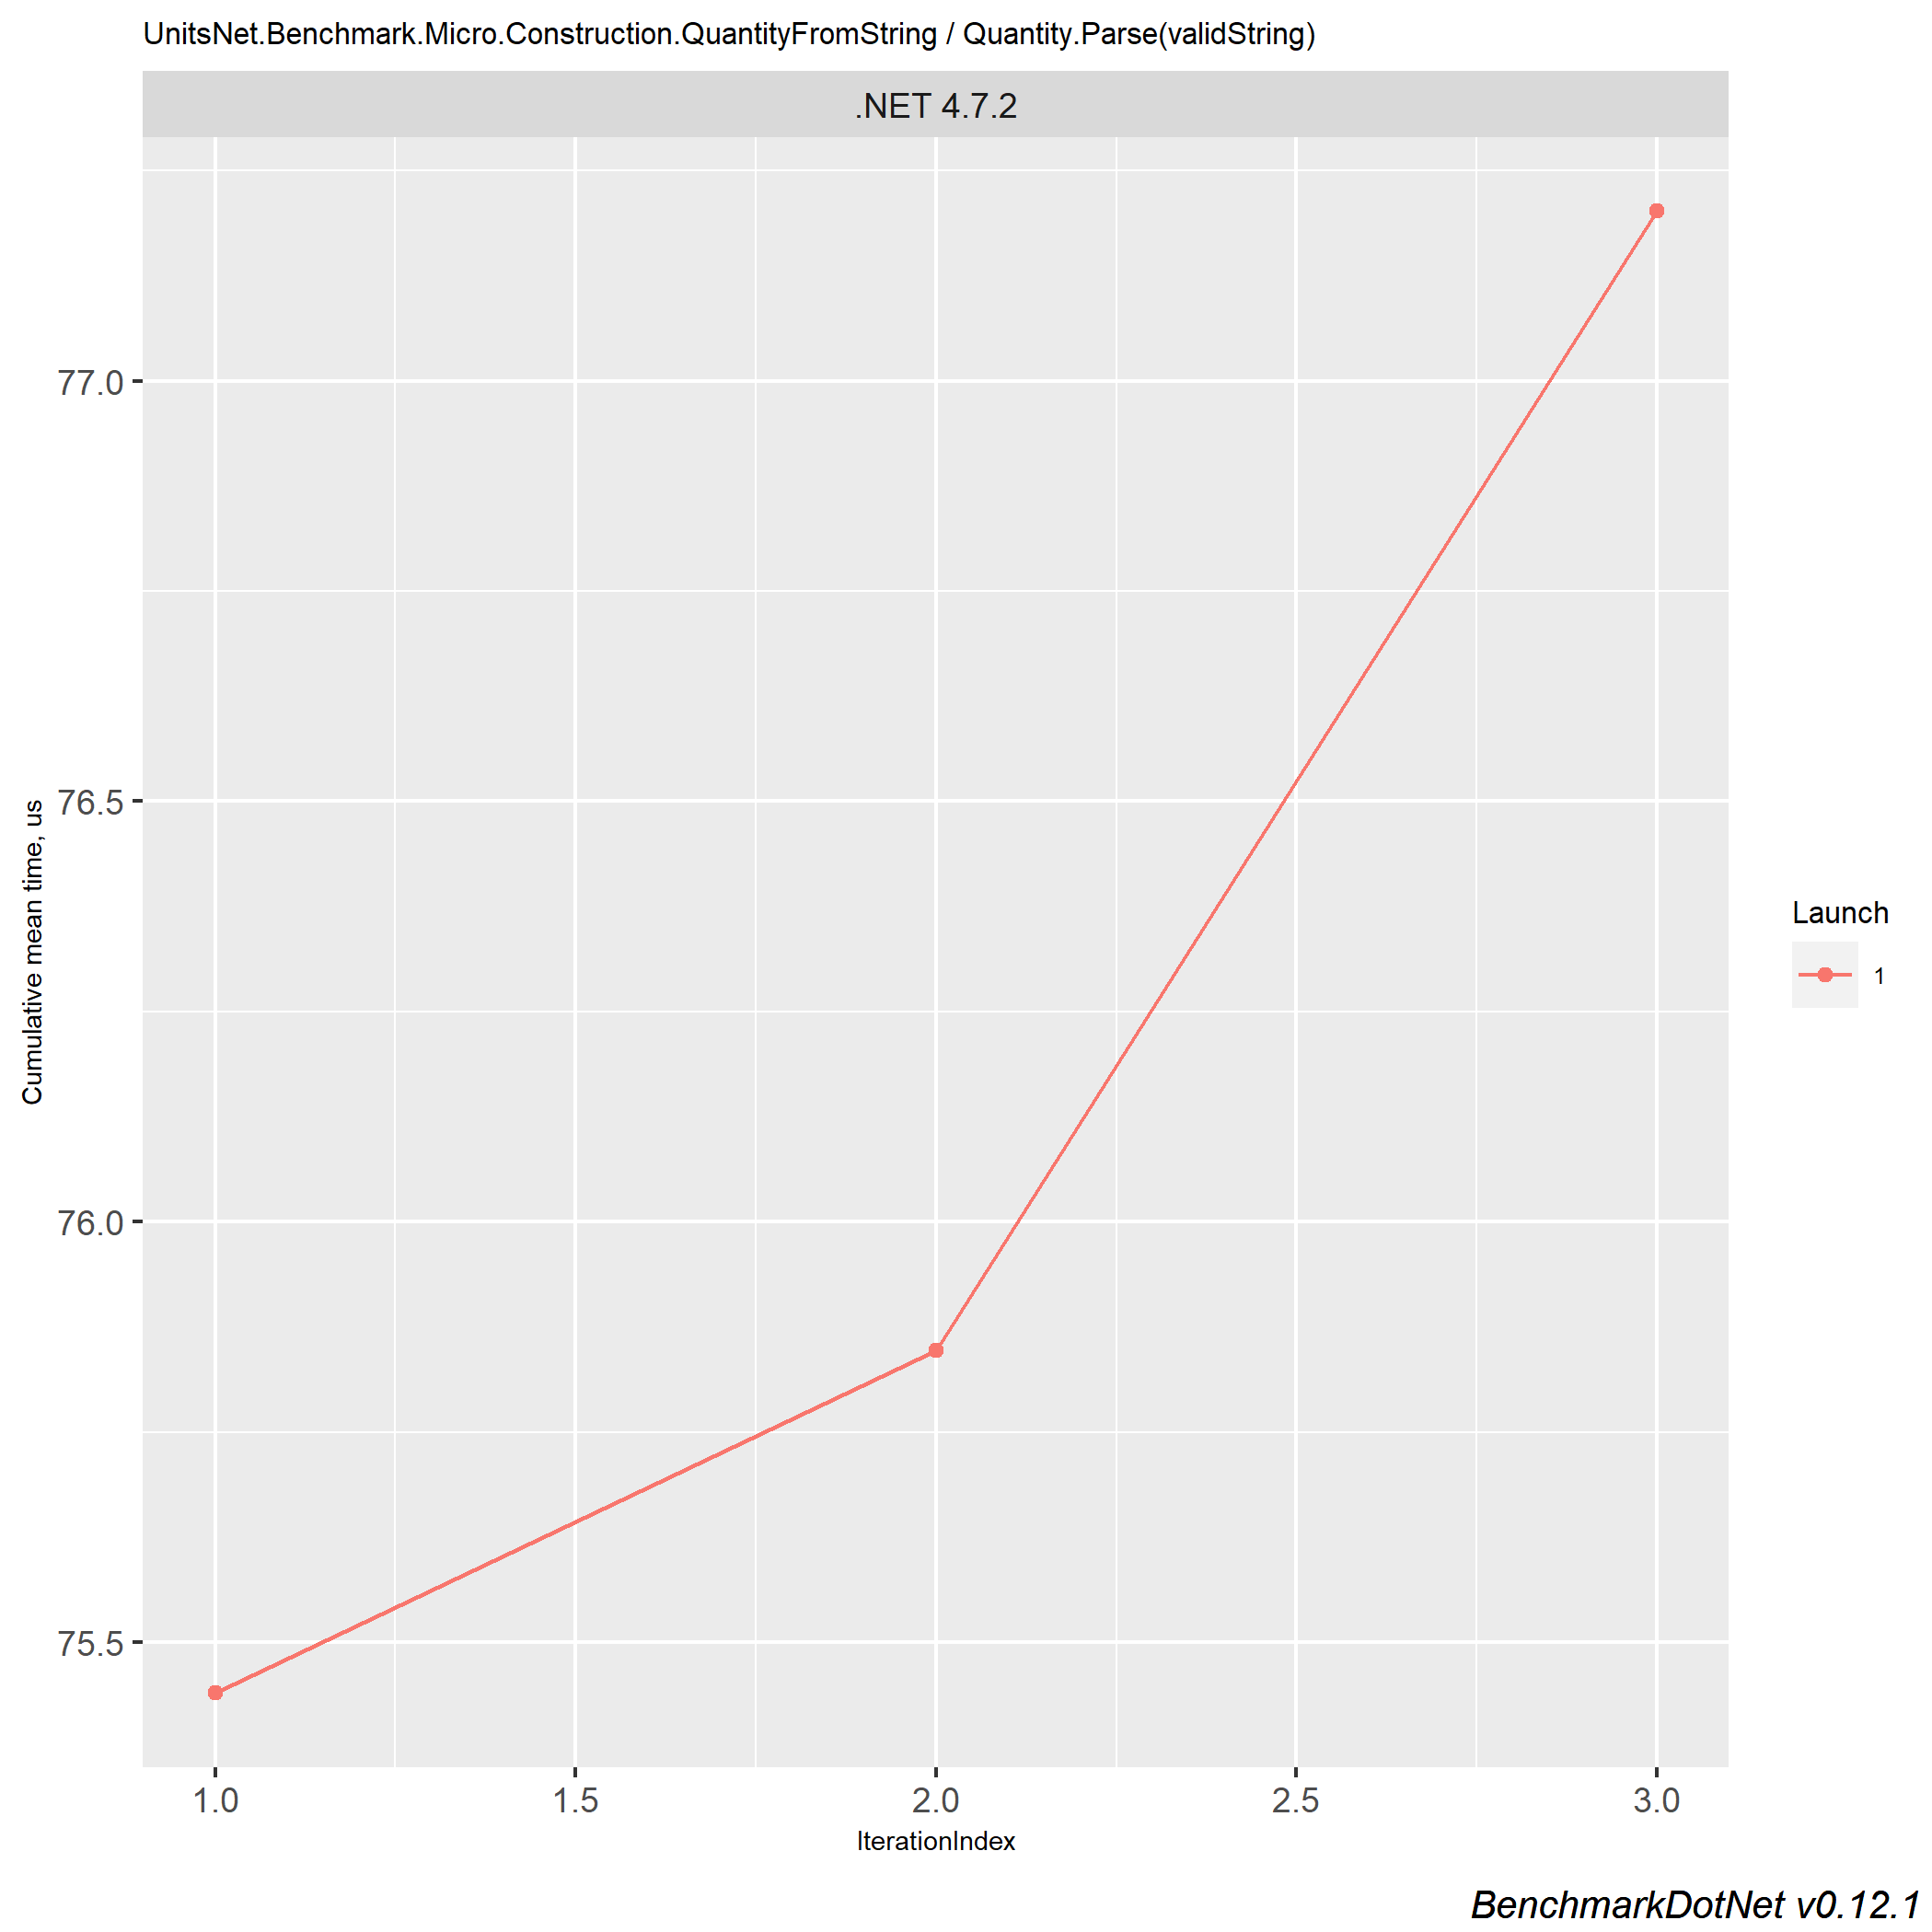 UnitsNet.Benchmark.Micro.Construction.QuantityFromString / Quantity.Parse(validString)
.NET 4.7.2
77.0
76.5
76.0
75.5
Cumulative mean time, us
1.0 1.5 2.0 2.5 3.0
IterationIndex
Launch
1
BenchmarkDotNet v0.12.1